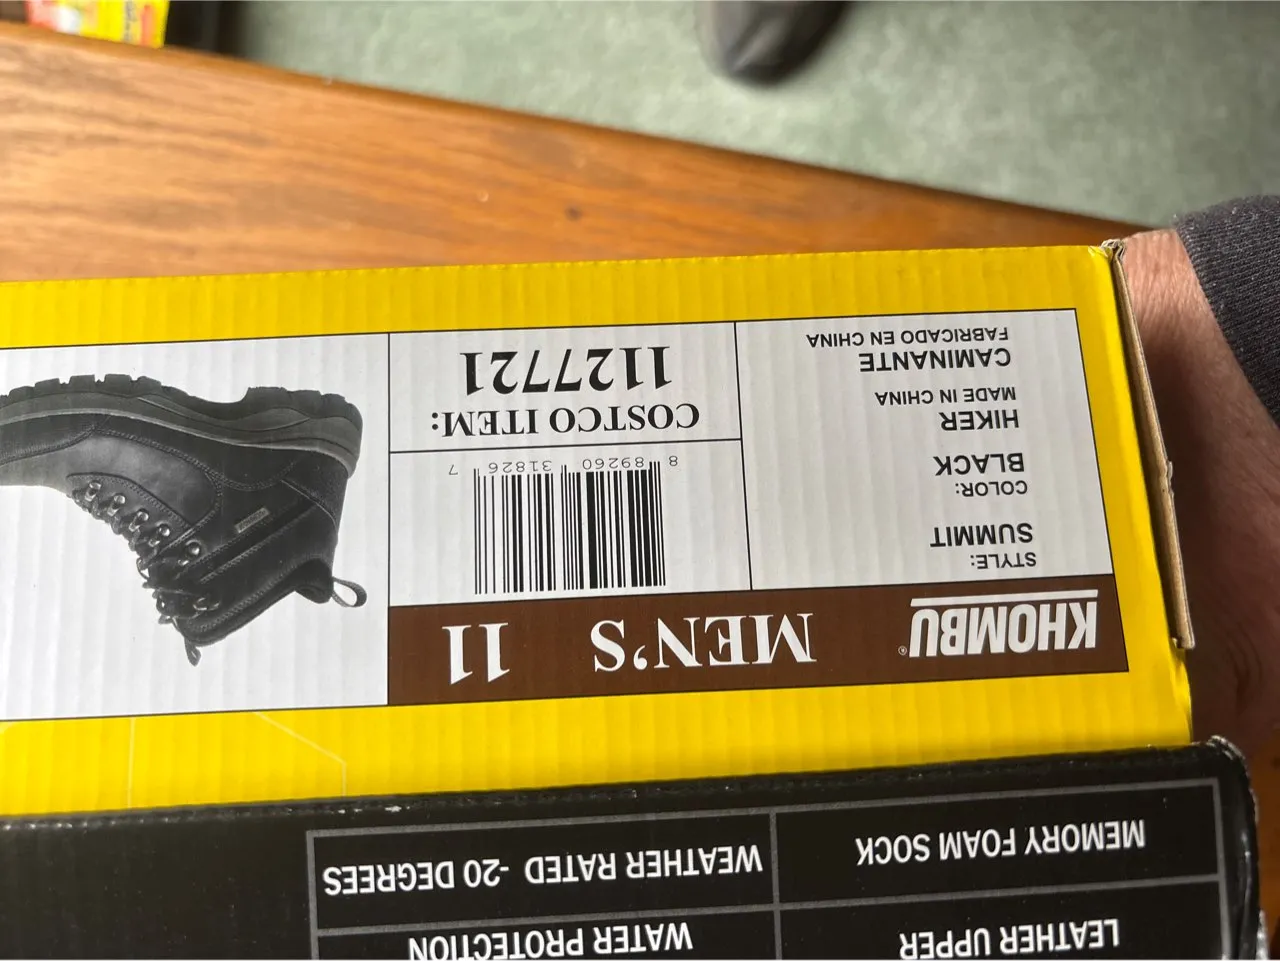 KHOMBU®
MEN'S 11
STYLE:
SUMMIT
COLOR:
BLACK
HIKER
MADE IN CHINA
CAMINANTE
FABRICADO EN CHINA
8 89260 31826 7
COSTCO ITEM:
1127721
LEATHER UPPER
WATER PROTECTION
MEMORY FOAM SOCK
WEATHER RATED -20 DEGREES